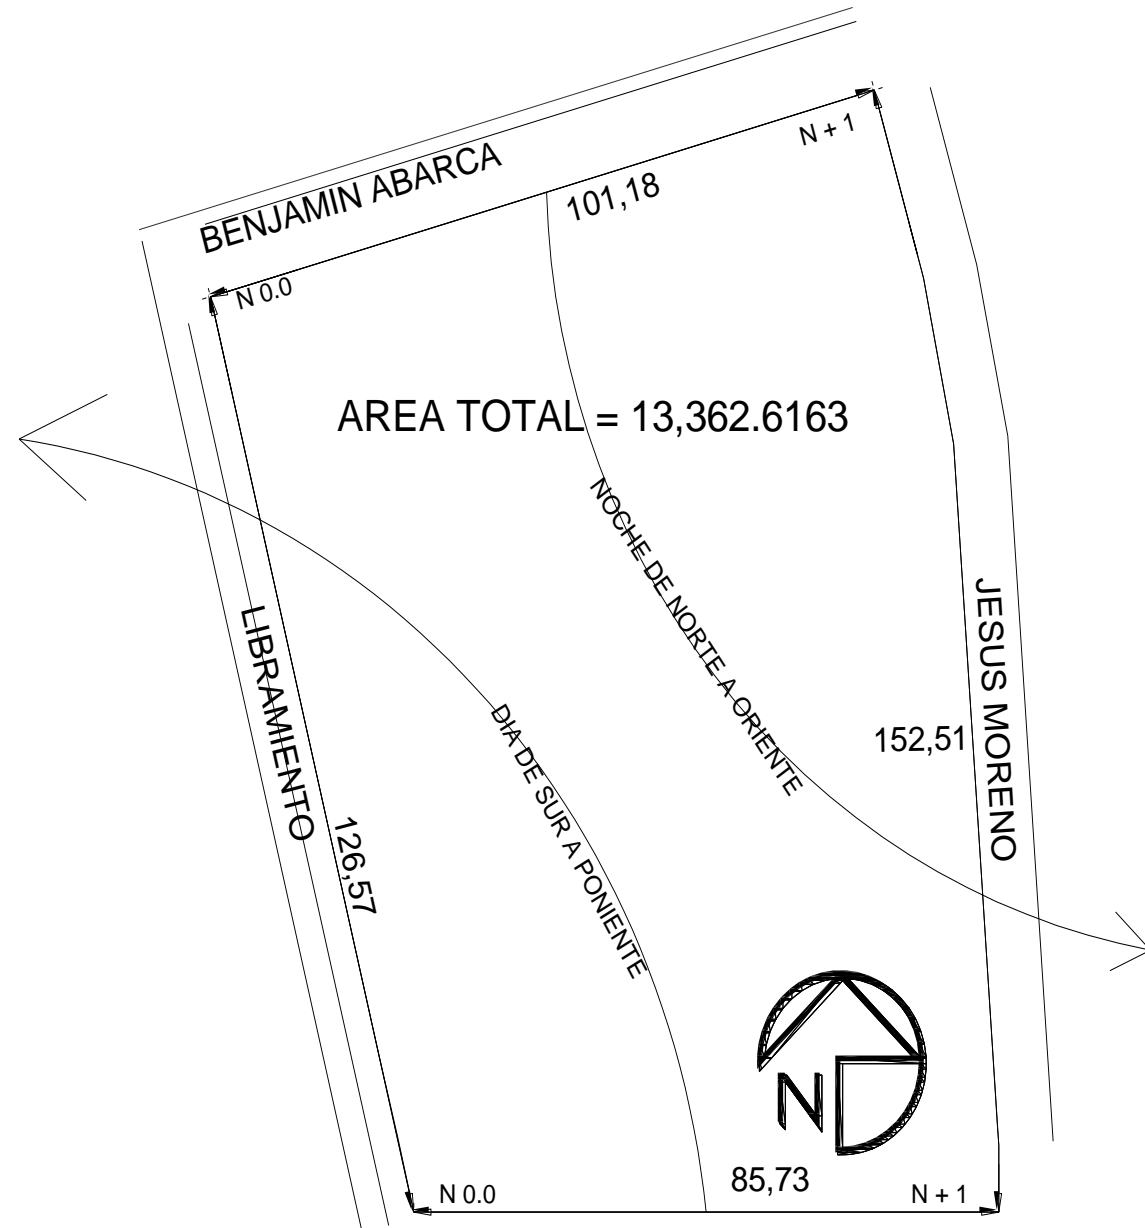 BENJAMIN ABARCA
N + 1
101,18
N 0.0
AREA TOTAL = 13,362.6163
NOCHE DE NORTE A ORIENTE
LIBRAMIENTO
JESUS MORENO
DIA DE SUR A PONIENTE
152,51
126,57
N
85,73
N 0.0
N + 1